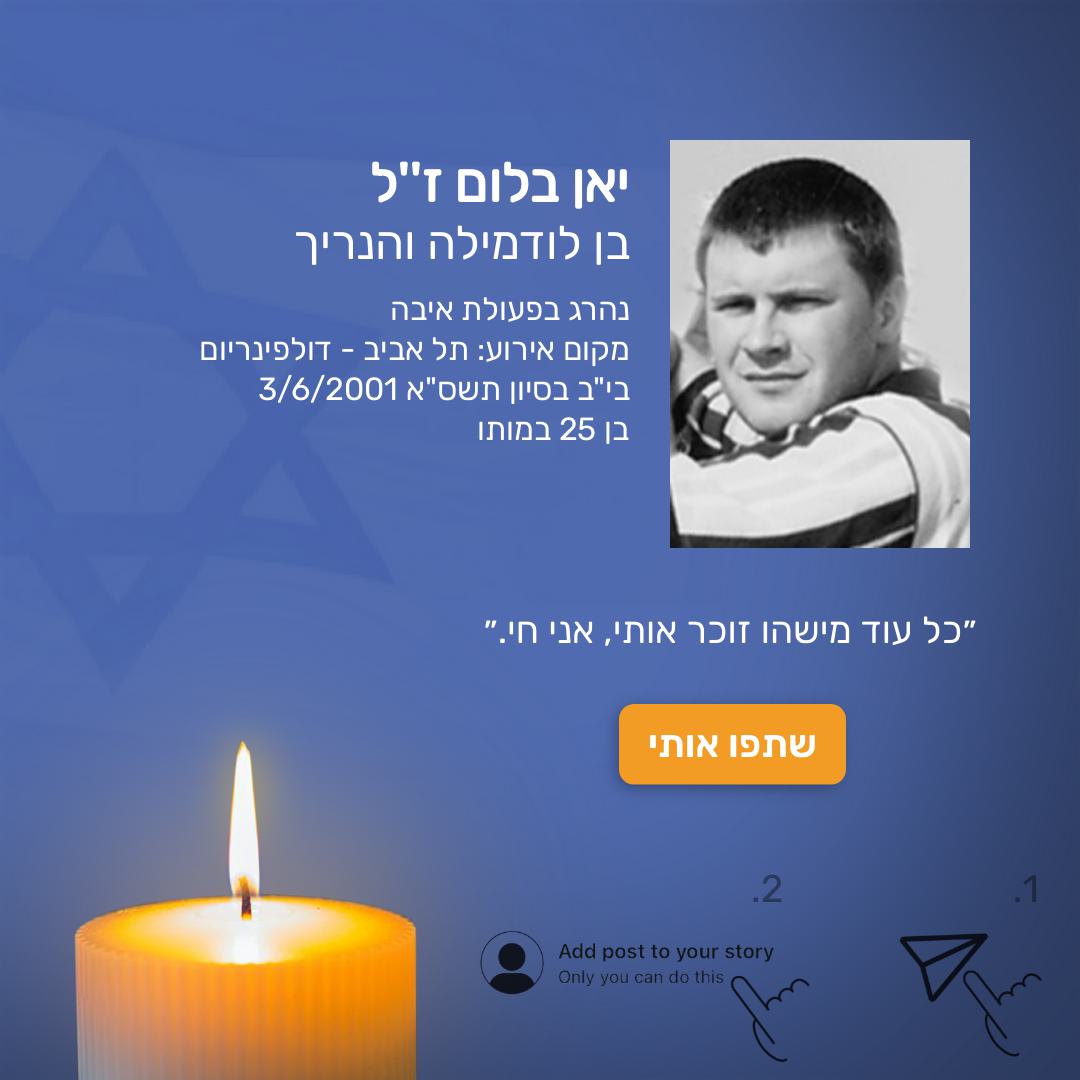 יאן בלום ז"ל
בן לודמילה והנריך
נהרג בפעולת איבה
מקום אירוע: תל אביב - דולפינריום
בי"ב בסיון תשס"א 3/6/2001
בן 25 במותו
״כל עוד מישהו זוכר אותי, אני חי.״
שתפו אותי
1.
2.
Add post to your story
Only you can do this